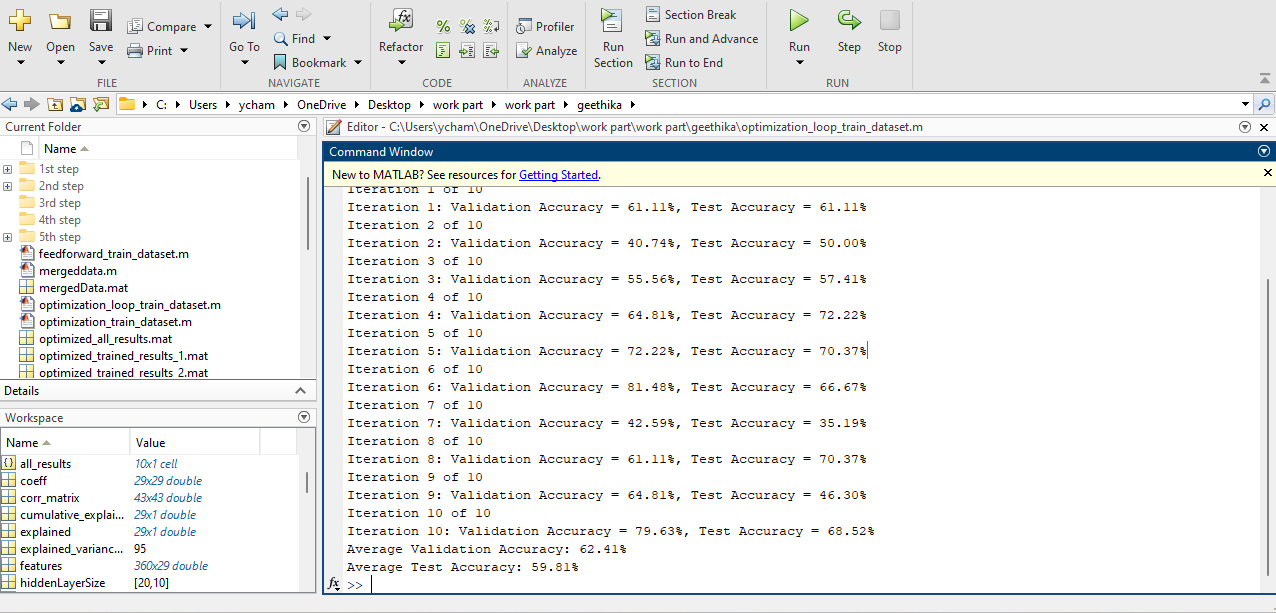 New
Open
Save
Compare
Print
FILE
Go To
Find
Bookmark
NAVIGATE
Refactor
CODE
Profiler
Analyze
ANALYZE
Run
Section
Section Break
Run and Advance
Run to End
SECTION
Run
Step
Stop
RUN
C: Users ycham OneDrive Desktop work part work part geethika
Current Folder
Name
1st step
2nd step
3rd step
4th step
5th step
feedforward_train_dataset.m
mergeddata.m
mergedData.mat
optimization_loop_train_dataset.m
optimization_train_dataset.m
optimized_all_results.mat
optimized_trained_results_1.mat
optimized_trained_results_2.mat
Details
Workspace
Name Value
all_results 10x1 cell
coeff 29x29 double
corr_matrix 43x43 double
cumulative_explai... 29x1 double
explained 29x1 double
explained_varianc... 95
features 360x29 double
hiddenLayerSize [20,10]
Editor - C:\Users\ycham\OneDrive\Desktop\work part\work part\geethika\optimization_loop_train_dataset.m
Command Window
New to MATLAB? See resources for Getting Started.
Iteration 1 of 10
Iteration 1: Validation Accuracy = 61.11%, Test Accuracy = 61.11%
Iteration 2 of 10
Iteration 2: Validation Accuracy = 40.74%, Test Accuracy = 50.00%
Iteration 3 of 10
Iteration 3: Validation Accuracy = 55.56%, Test Accuracy = 57.41%
Iteration 4 of 10
Iteration 4: Validation Accuracy = 64.81%, Test Accuracy = 72.22%
Iteration 5 of 10
Iteration 5: Validation Accuracy = 72.22%, Test Accuracy = 70.37%
Iteration 6 of 10
Iteration 6: Validation Accuracy = 81.48%, Test Accuracy = 66.67%
Iteration 7 of 10
Iteration 7: Validation Accuracy = 42.59%, Test Accuracy = 35.19%
Iteration 8 of 10
Iteration 8: Validation Accuracy = 61.11%, Test Accuracy = 70.37%
Iteration 9 of 10
Iteration 9: Validation Accuracy = 64.81%, Test Accuracy = 46.30%
Iteration 10 of 10
Iteration 10: Validation Accuracy = 79.63%, Test Accuracy = 68.52%
Average Validation Accuracy: 62.41%
Average Test Accuracy: 59.81%
fx >>